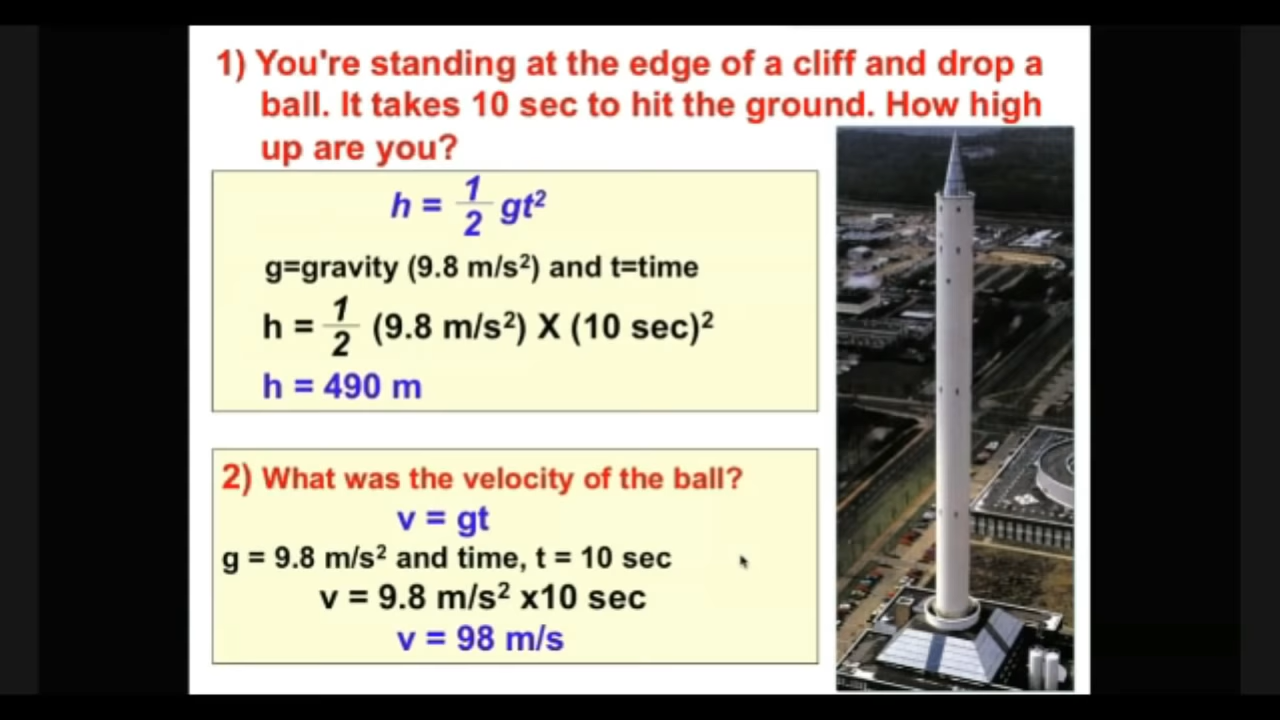 1) You're standing at the edge of a cliff and drop a
ball. It takes 10 sec to hit the ground. How high
up are you?
h = 1/2 gt²
g=gravity (9.8 m/s²) and t=time
h = 1/2 (9.8 m/s²) X (10 sec)²
h = 490 m
2) What was the velocity of the ball?
v = gt
g = 9.8 m/s² and time, t = 10 sec
v = 9.8 m/s² x10 sec
v = 98 m/s